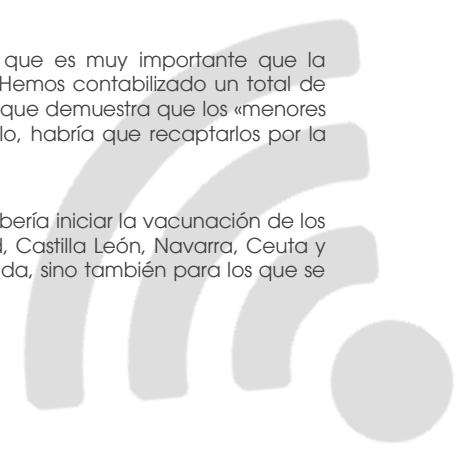 que es muy importante que la
Hemos contabilizado un total de
que demuestra que los «menores
lo, habría que recaptarlos por la
bería iniciar la vacunación de los
d, Castilla León, Navarra, Ceuta y
da, sino también para los que se